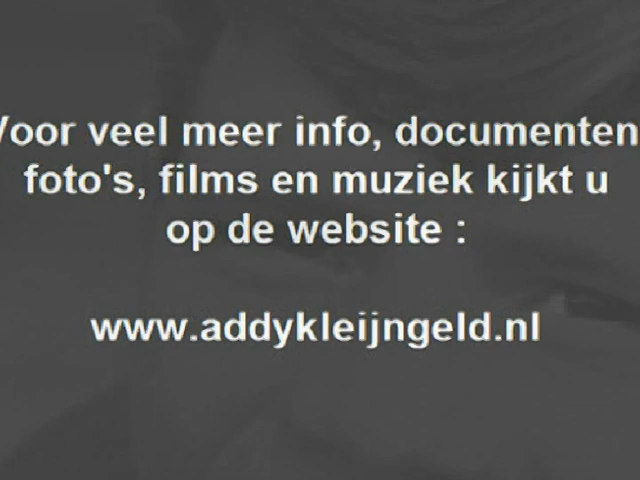 Voor veel meer info, documenten
foto's, films en muziek kijkt u
op de website :
www.addykleijngeld.nl